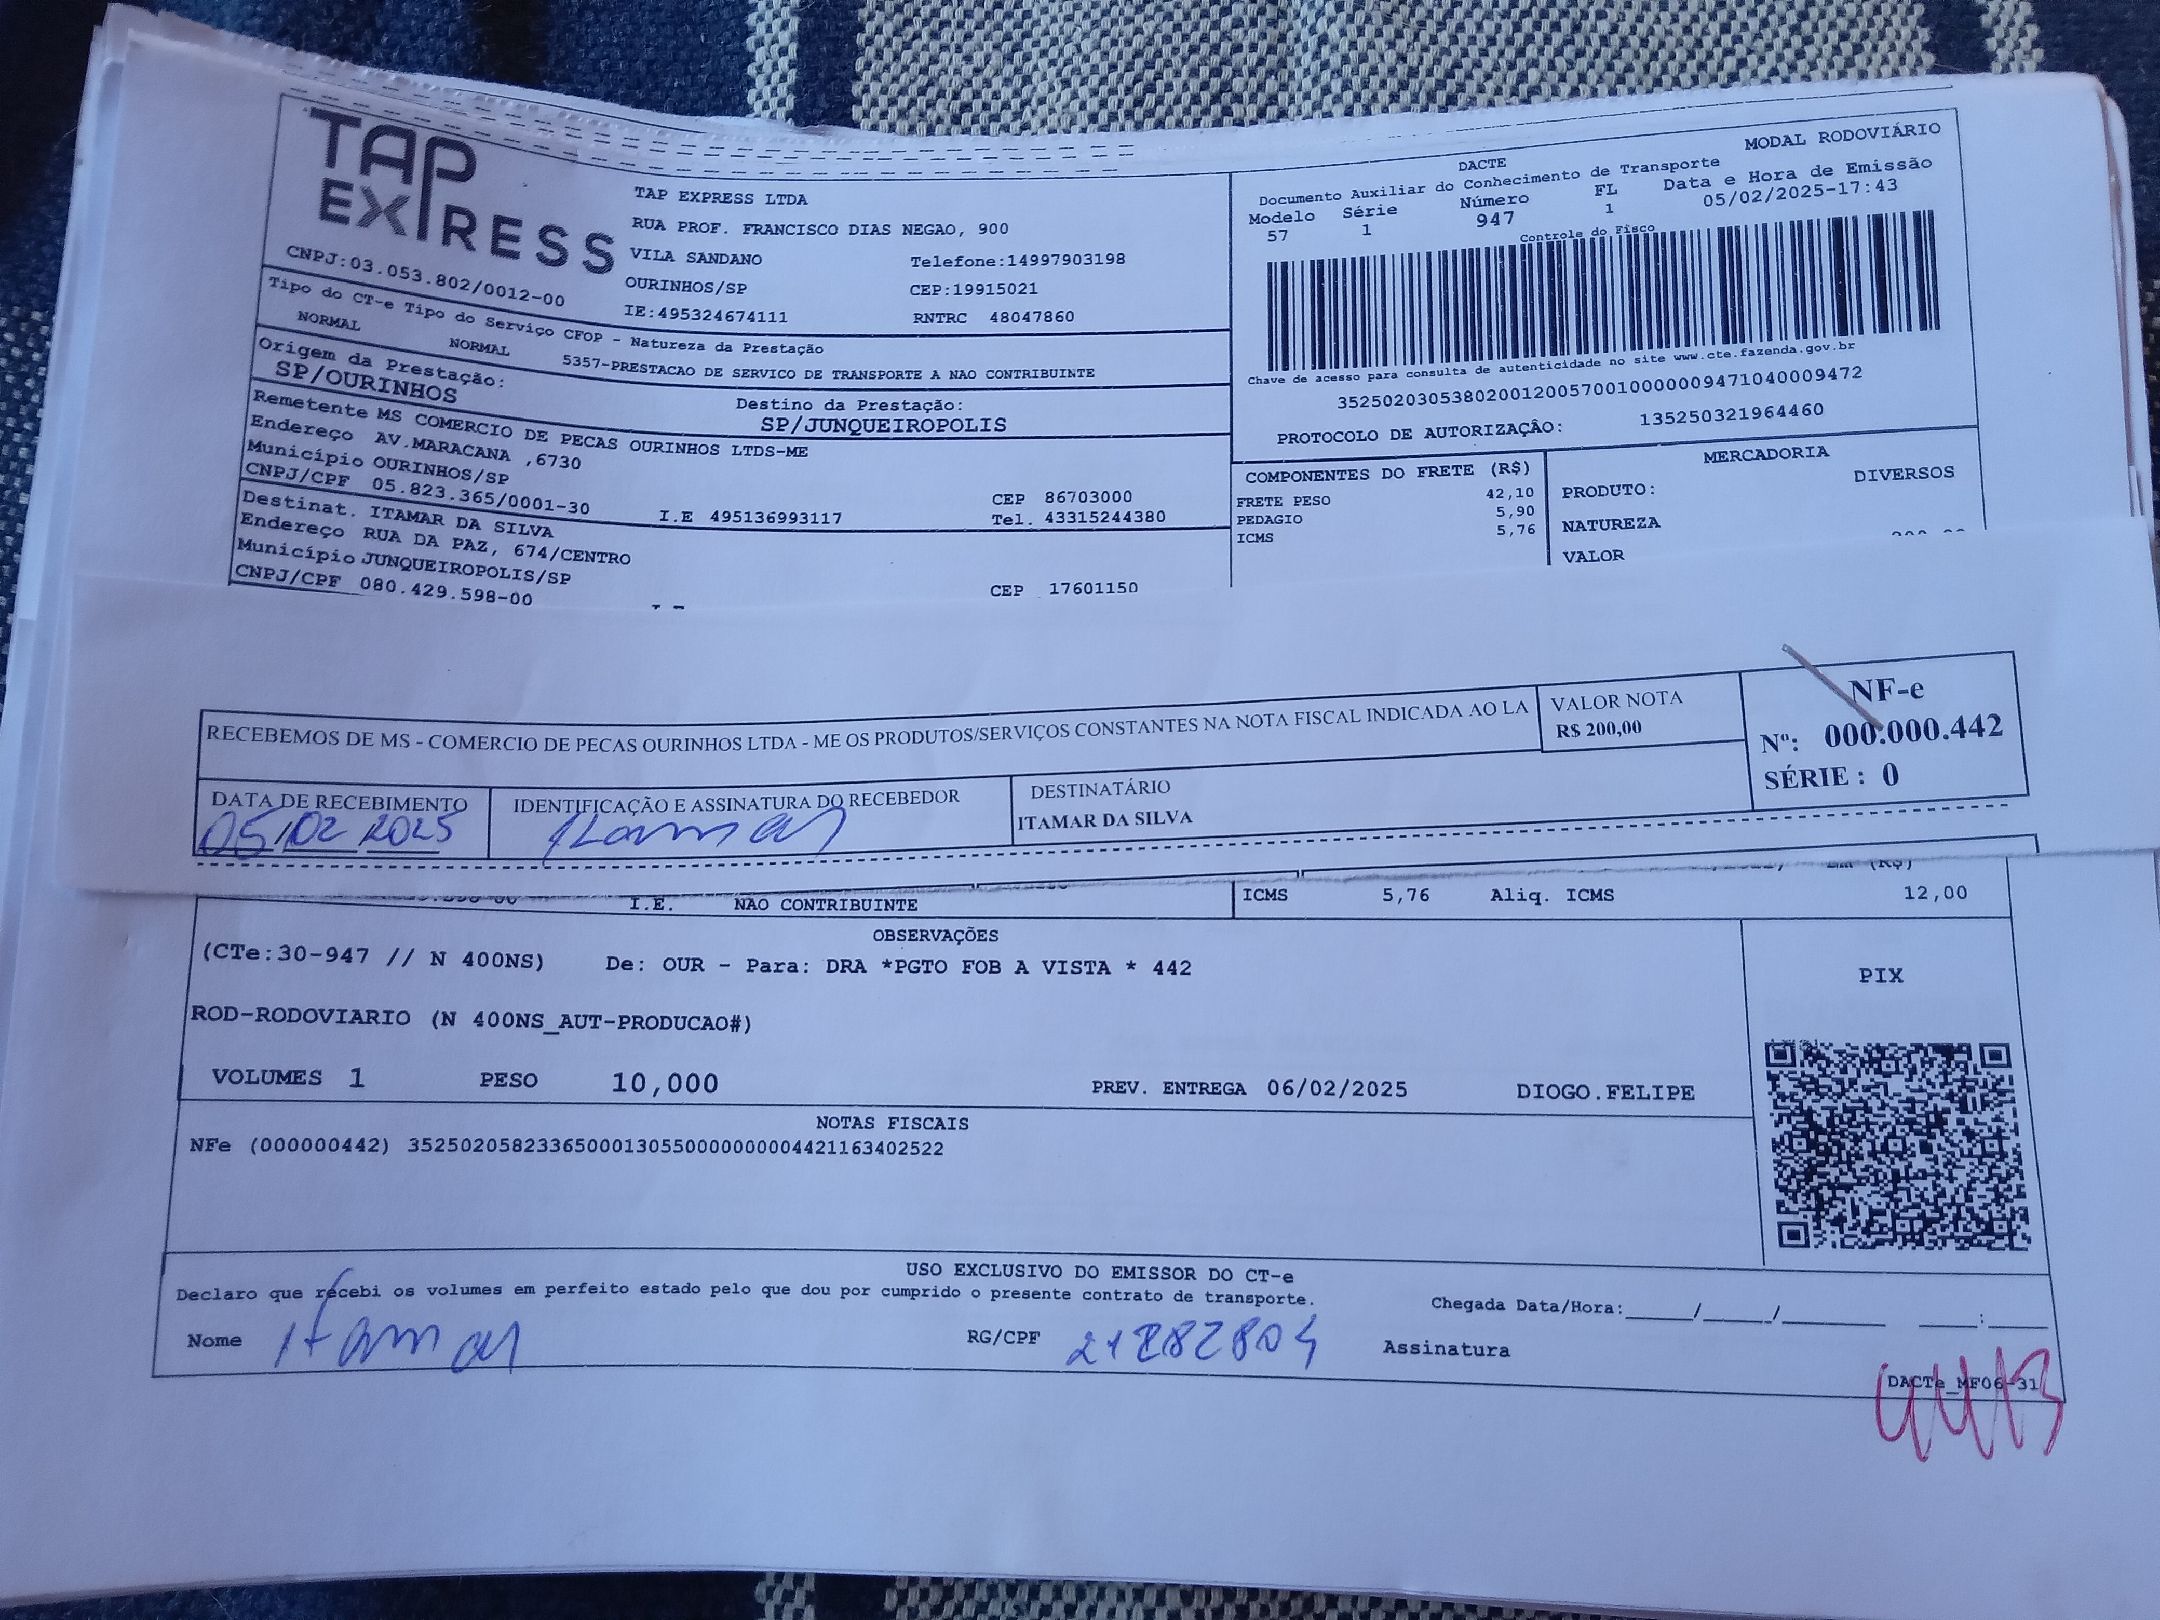 TAP
EXPRESS
CNPJ:03.053.802/0012-00
TAP EXPRESS LTDA
RUA PROF. FRANCISCO DIAS NEGAO, 900
VILA SANDANO Telefone:14997903198
OURINHOS/SP CEP:19915021
IE:495324674111 RNTRC 48047860
MODAL RODOVIÁRIO
DACTE
Documento Auxiliar do Conhecimento de Transporte
Modelo Série Número FL Data e Hora de Emissão
57 1 947 1 05/02/2025-17:43
Controle do Fisco
Chave de acesso para consulta de autenticidade no site www.cte.fazenda.gov.br
35250203053802001200570010000009471040009472
PROTOCOLO DE AUTORIZAÇÃO: 135250321964460
Tipo do CT-e Tipo do Serviço CFOP - Natureza da Prestação
NORMAL NORMAL 5357-PRESTACAO DE SERVICO DE TRANSPORTE A NAO CONTRIBUINTE
Origem da Prestação: Destino da Prestação:
SP/OURINHOS SP/JUNQUEIROPOLIS
Remetente MS COMERCIO DE PECAS OURINHOS LTDS-ME
Endereço AV.MARACANA ,6730
Município OURINHOS/SP CEP 86703000
CNPJ/CPF 05.823.365/0001-30 I.E 495136993117 Tel. 43315244380
Destinat. ITAMAR DA SILVA
Endereço RUA DA PAZ, 674/CENTRO
Município JUNQUEIROPOLIS/SP CEP 17601150
CNPJ/CPF 080.429.598-00
COMPONENTES DO FRETE (R$)
FRETE PESO 42,10
PEDAGIO 5,90
ICMS 5,76
MERCADORIA
PRODUTO: DIVERSOS
NATUREZA
VALOR
RECEBEMOS DE MS - COMERCIO DE PECAS OURINHOS LTDA - ME OS PRODUTOS/SERVIÇOS CONSTANTES NA NOTA FISCAL INDICADA AO LA
VALOR NOTA
R$ 200,00
NF-e
Nº: 000.000.442
SÉRIE : 0
DATA DE RECEBIMENTO
05/02 2025
IDENTIFICAÇÃO E ASSINATURA DO RECEBEDOR
Itamar
DESTINATÁRIO
ITAMAR DA SILVA
I.E. NAO CONTRIBUINTE ICMS 5,76 Aliq. ICMS 12,00
OBSERVAÇÕES
(CTe:30-947 // N 400NS) De: OUR - Para: DRA *PGTO FOB A VISTA * 442
ROD-RODOVIARIO (N 400NS_AUT-PRODUCAO#)
VOLUMES 1 PESO 10,000 PREV. ENTREGA 06/02/2025 DIOGO.FELIPE
PIX
NOTAS FISCAIS
NFe (000000442) 35250205823365000130550000000004421163402522
USO EXCLUSIVO DO EMISSOR DO CT-e
Declaro que recebi os volumes em perfeito estado pelo que dou por cumprido o presente contrato de transporte.
Chegada Data/Hora:_____/_____/________ ____:_____
Nome Itamar RG/CPF 21282804 Assinatura
DACTe_MF06-31